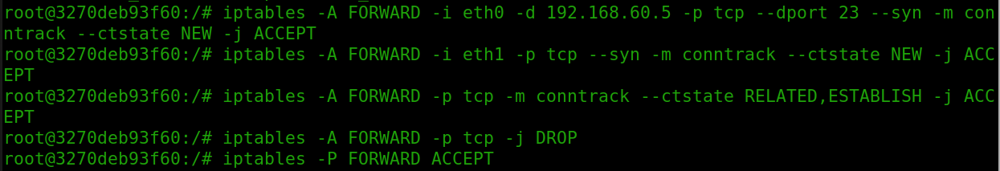 root@3270deb93f60:/# iptables -A FORWARD -i eth0 -d 192.168.60.5 -p tcp --dport 23 --syn -m con
ntrack --ctstate NEW -j ACCEPT
root@3270deb93f60:/# iptables -A FORWARD -i eth1 -p tcp --syn -m conntrack --ctstate NEW -j ACC
EPT
root@3270deb93f60:/# iptables -A FORWARD -p tcp -m conntrack --ctstate RELATED,ESTABLISH -j ACC
EPT
root@3270deb93f60:/# iptables -A FORWARD -p tcp -j DROP
root@3270deb93f60:/# iptables -P FORWARD ACCEPT